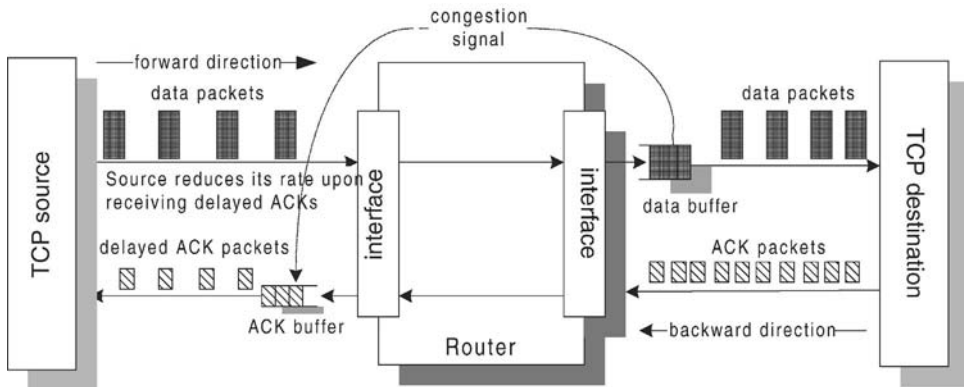 congestion
signal
forward direction
data packets
data packets
TCP source
Source reduces its rate upon
receiving delayed ACKs
interface
interface
data buffer
TCP destination
delayed ACK packets
ACK packets
ACK buffer
backward direction
Router